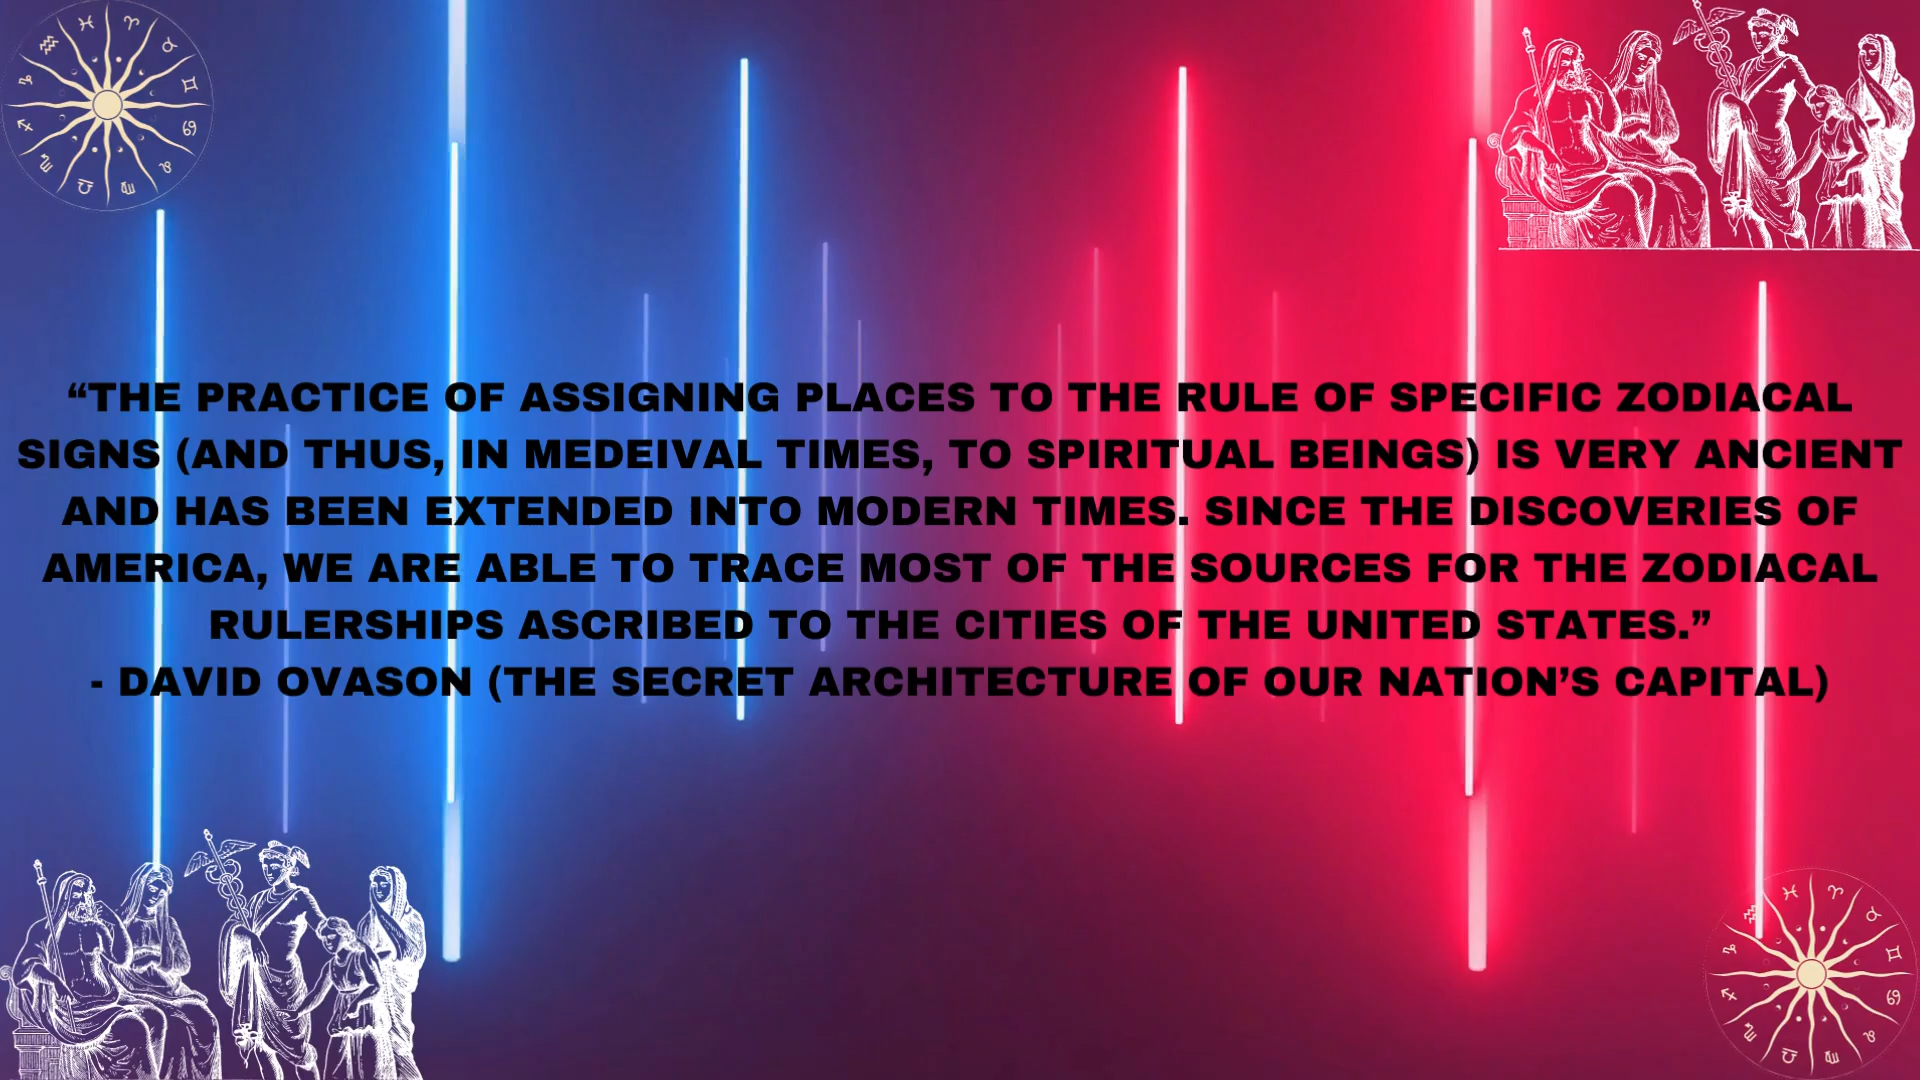 “THE PRACTICE OF ASSIGNING PLACES TO THE RULE OF SPECIFIC ZODIACAL
SIGNS (AND THUS, IN MEDEIVAL TIMES, TO SPIRITUAL BEINGS) IS VERY ANCIENT
AND HAS BEEN EXTENDED INTO MODERN TIMES. SINCE THE DISCOVERIES OF
AMERICA, WE ARE ABLE TO TRACE MOST OF THE SOURCES FOR THE ZODIACAL
RULERSHIPS ASCRIBED TO THE CITIES OF THE UNITED STATES.”
- DAVID OVASON (THE SECRET ARCHITECTURE OF OUR NATION’S CAPITAL)